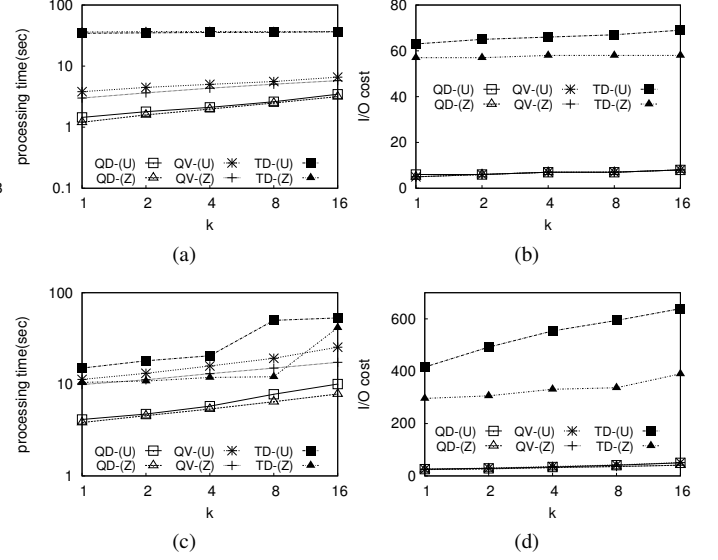 100
10
1
0.1
processing time(sec)
QD-(U) QV-(U) TD-(U)
QD-(Z) QV-(Z) TD-(Z)
1 2 4 8 16
k
(a)
80
60
40
20
0
I/O cost
QD-(U) QV-(U) TD-(U)
QD-(Z) QV-(Z) TD-(Z)
1 2 4 8 16
k
(b)
100
10
1
processing time(sec)
QD-(U) QV-(U) TD-(U)
QD-(Z) QV-(Z) TD-(Z)
1 2 4 8 16
k
(c)
600
400
200
0
I/O cost
QD-(U) QV-(U) TD-(U)
QD-(Z) QV-(Z) TD-(Z)
1 2 4 8 16
k
(d)